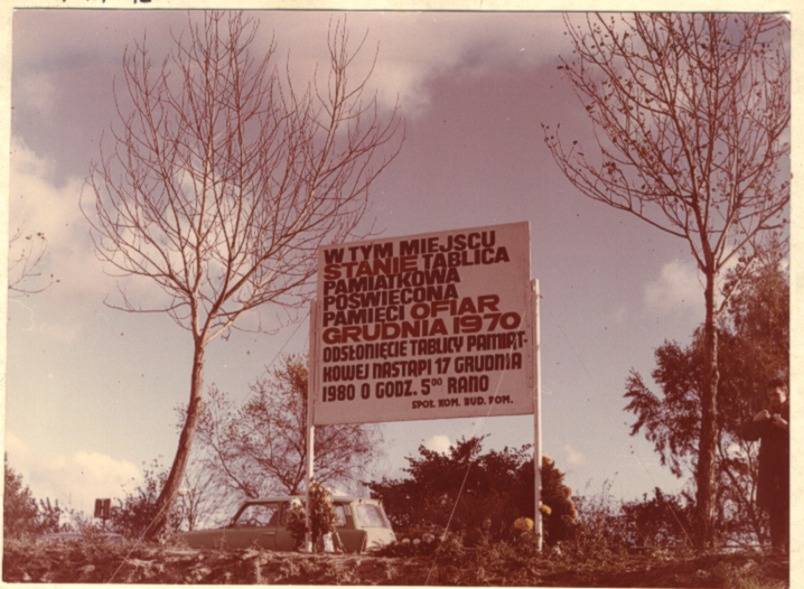 W TYM MIEJSCU
STANIE TABLICA
PAMIĄTKOWA
POŚWIĘCONA
PAMIĘCI OFIAR
GRUDNIA 1970
ODSŁONIĘCIE TABLICY PAMIĄT-
KOWEJ NASTĄPI 17 GRUDNIA
1980 O GODZ. 5⁰⁰ RANO
SPOŁ. KOM. BUD. POM.